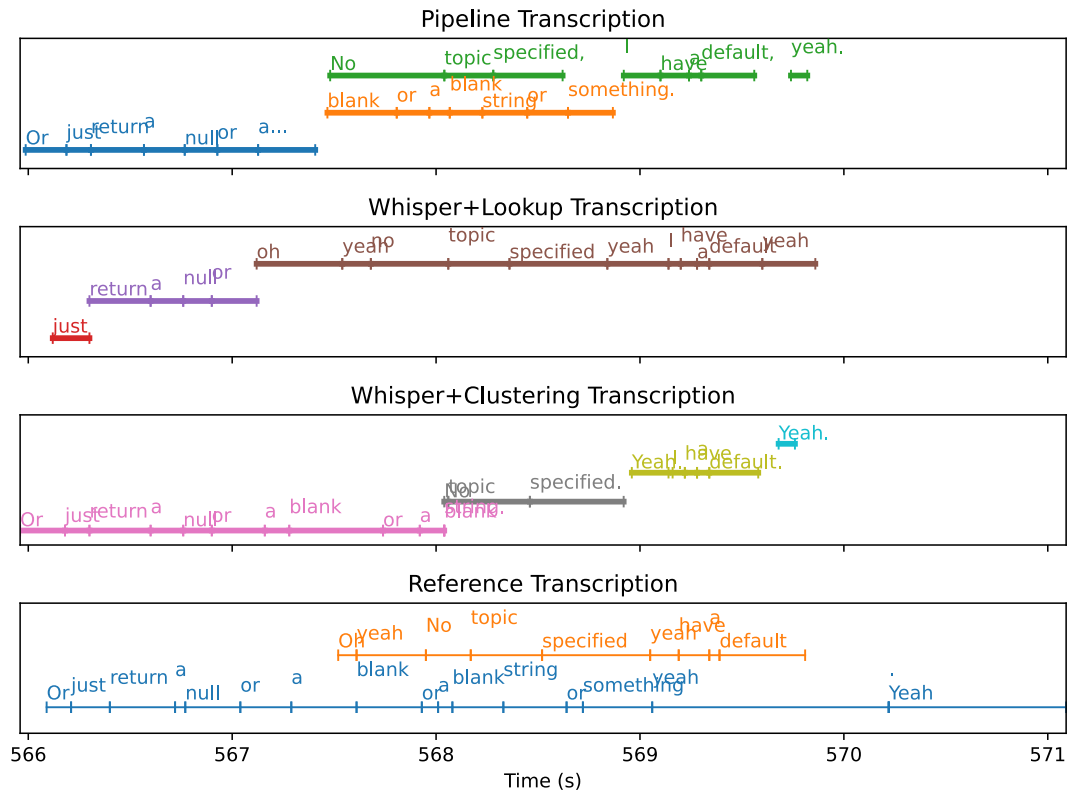 Pipeline Transcription
No topic specified, I have a default, yeah.
blank or a blank string or something.
Or just return a null or a...
Whisper+Lookup Transcription
oh yeah no topic specified yeah I have a default yeah
return a null or
just
Whisper+Clustering Transcription
Yeah.
Yeah. I have a default.
No topic specified.
Or just return a null or a blank or a blank string.
Reference Transcription
Oh yeah No topic specified yeah have a default
Or just return a null or a blank or a blank string or something yeah . Yeah
566 567 568 569 570 571
Time (s)